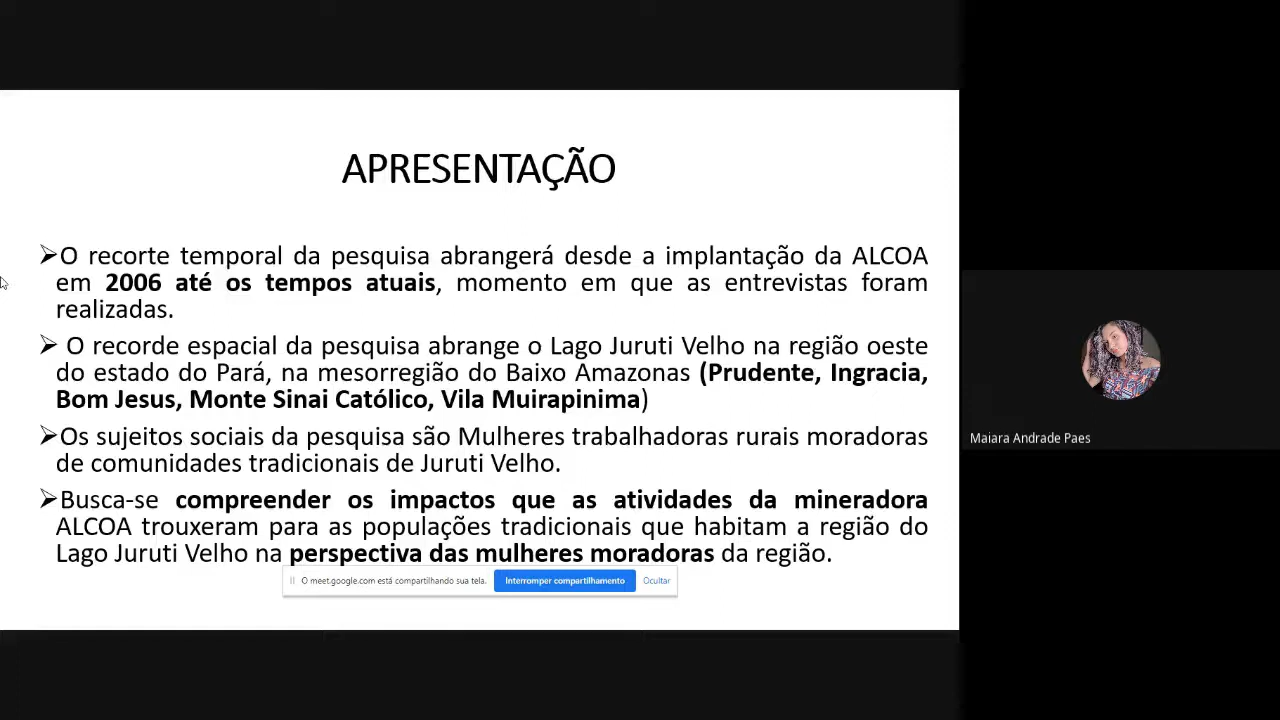 APRESENTAÇÃO
➢O recorte temporal da pesquisa abrangerá desde a implantação da ALCOA
em 2006 até os tempos atuais, momento em que as entrevistas foram
realizadas.
➢ O recorde espacial da pesquisa abrange o Lago Juruti Velho na região oeste
do estado do Pará, na mesorregião do Baixo Amazonas (Prudente, Ingracia,
Bom Jesus, Monte Sinai Católico, Vila Muirapinima)
➢Os sujeitos sociais da pesquisa são Mulheres trabalhadoras rurais moradoras
de comunidades tradicionais de Juruti Velho.
➢Busca-se compreender os impactos que as atividades da mineradora
ALCOA trouxeram para as populações tradicionais que habitam a região do
Lago Juruti Velho na perspectiva das mulheres moradoras da região.
O meet.google.com está compartilhando sua tela. Interromper compartilhamento Ocultar
Maiara Andrade Paes